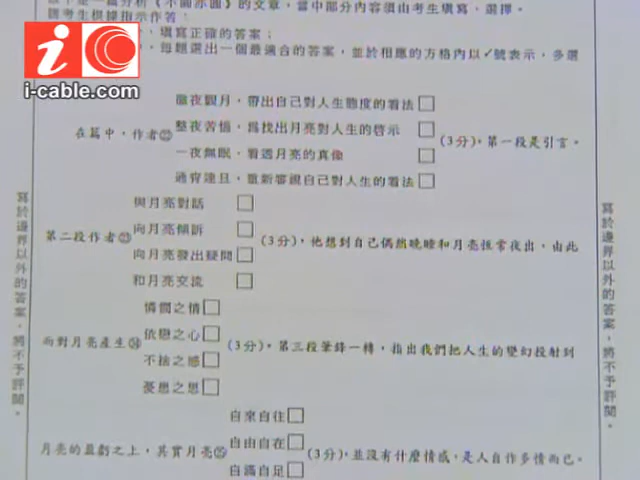 一篇分析《不圓亦圓》的文章，當中部分內容須由考生填寫、選擇。
請考生根據指示作答：
，填寫正確的答案；
，每題選出一個最適合的答案，並於相應的方格內以✓號表示，多選
i-cable.com
徹夜觀月，帶出自己對人生態度的看法
在篇中，作者㉒ 整夜苦悟，為找出月亮對人生的啓示 (3分)。第一段是引言。
一夜無眠，看透月亮的真像
通宵達旦，重新審視自己對人生的看法
與月亮對話
第二段作者㉓ 向月亮傾訴 (3分)，他想到自己偶然晚睡和月亮恆常夜出，由此
向月亮發出疑問
和月亮交流
憐憫之情
面對月亮產生㉔ 依戀之心 (3分)。第三段筆鋒一轉，指出我們把人生的變幻投射到
不捨之感
憂思之思
自來自往
月亮的盈虧之上，其實月亮㉕ 自由自在 (3分)，並沒有什麼情感，是人自作多情而已。
自滿自足
寫於邊界以外的答案，將不予評閱。
寫於邊界以外的答案，將不予評閱。